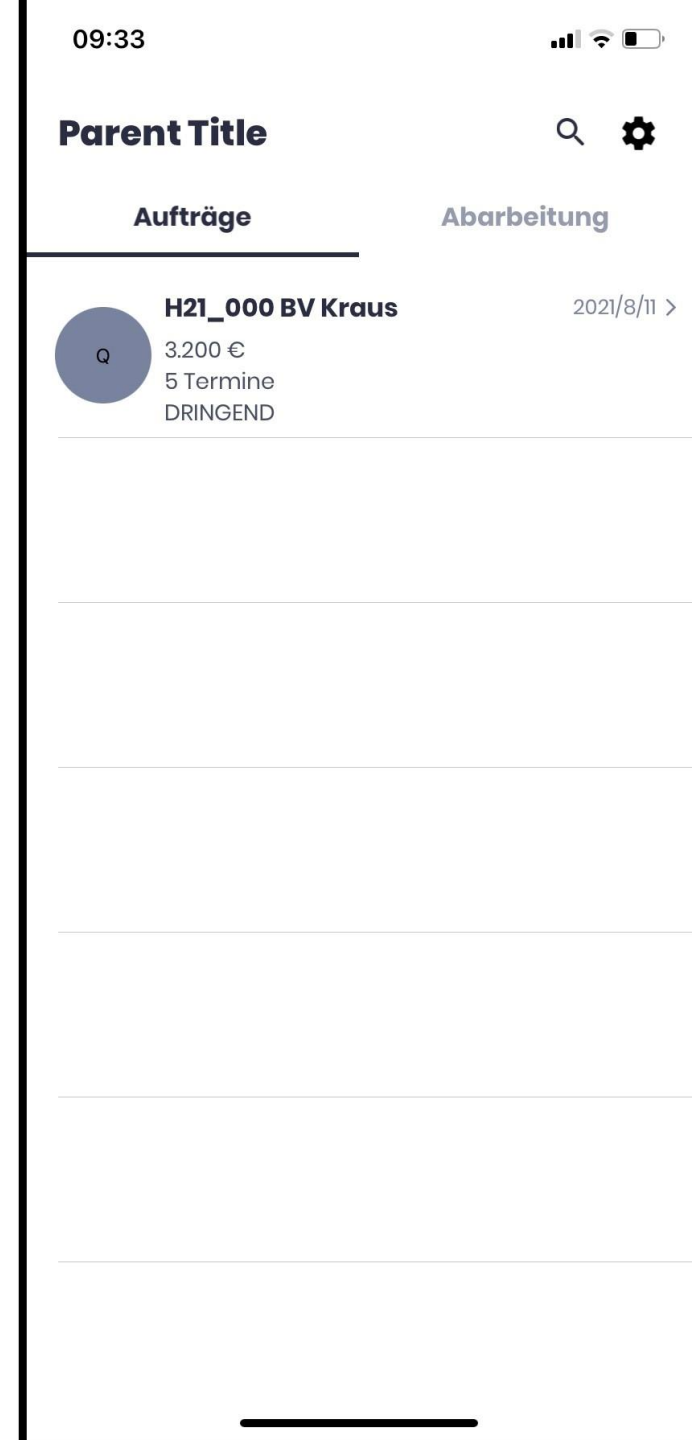 09:33
Parent Title
Aufträge Abarbeitung
H21_000 BV Kraus 2021/8/11
Q
3.200 €
5 Termine
DRINGEND